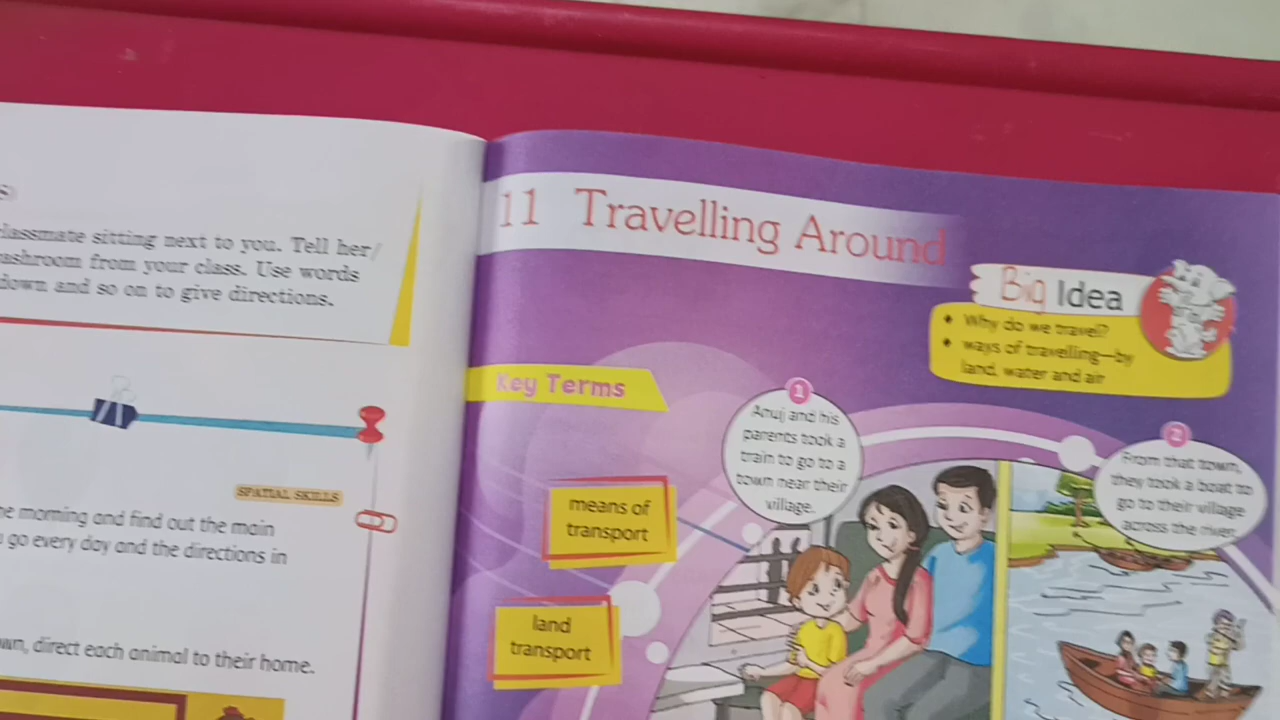 classmate sitting next to you. Tell her/
washroom from your class. Use words
down and so on to give directions.
SPATIAL SKILLS
morning and find out the main
go every day and the directions in
direct each animal to their home.
11 Travelling Around
Big Idea
• Why do we travel?
• ways of travelling—by
land, water and air
Key Terms
means of
transport
land
transport
1
Anuj and his
parents took a
train to go to a
town near their
village.
2
From that town,
they took a boat to
go to their village
across the river.